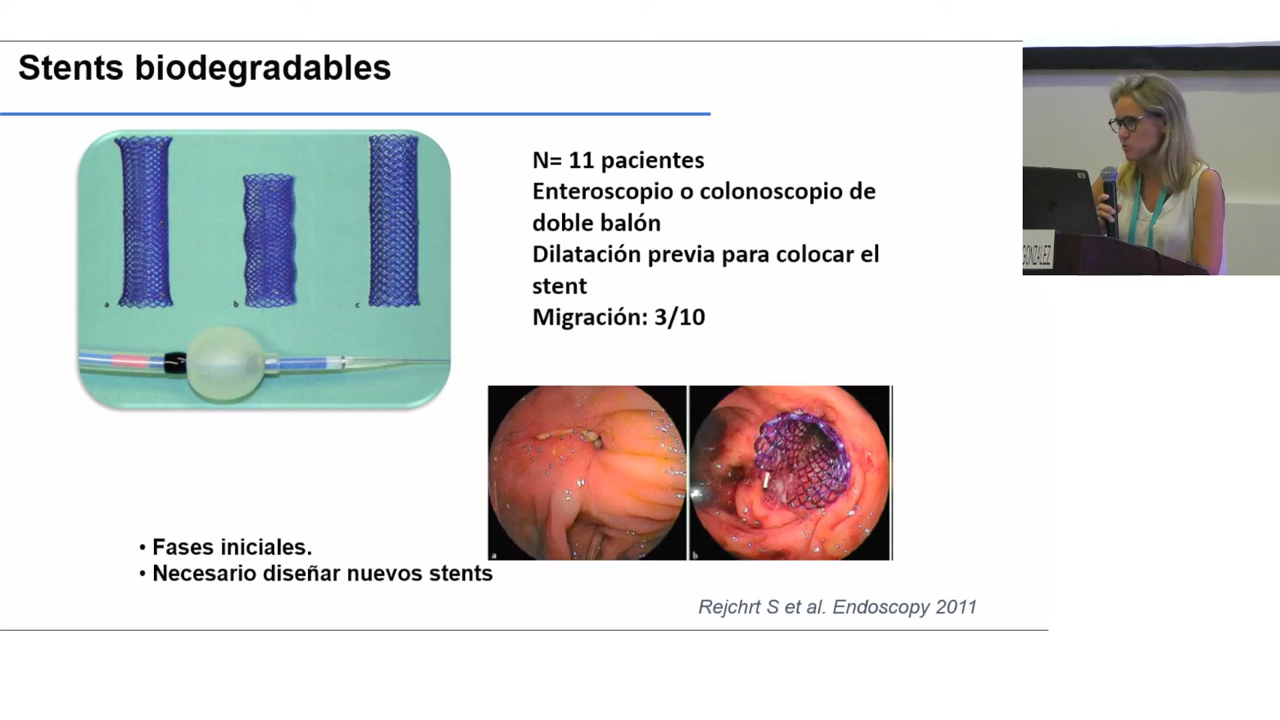 Stents biodegradables
a
b
c
N= 11 pacientes
Enteroscopio o colonoscopio de
doble balón
Dilatación previa para colocar el
stent
Migración: 3/10
a
b
• Fases iniciales.
• Necesario diseñar nuevos stents
Rejchrt S et al. Endoscopy 2011
GONZALEZ